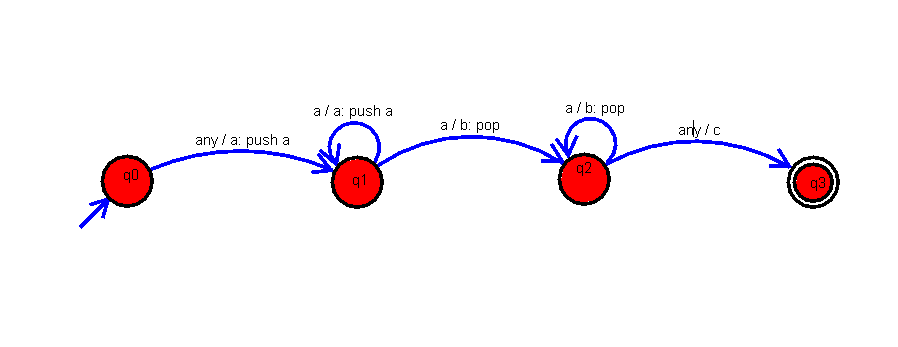 a / b: pop
a / a: push a
a / b: pop
any / c
any / a: push a
q0
q1
q2
q3